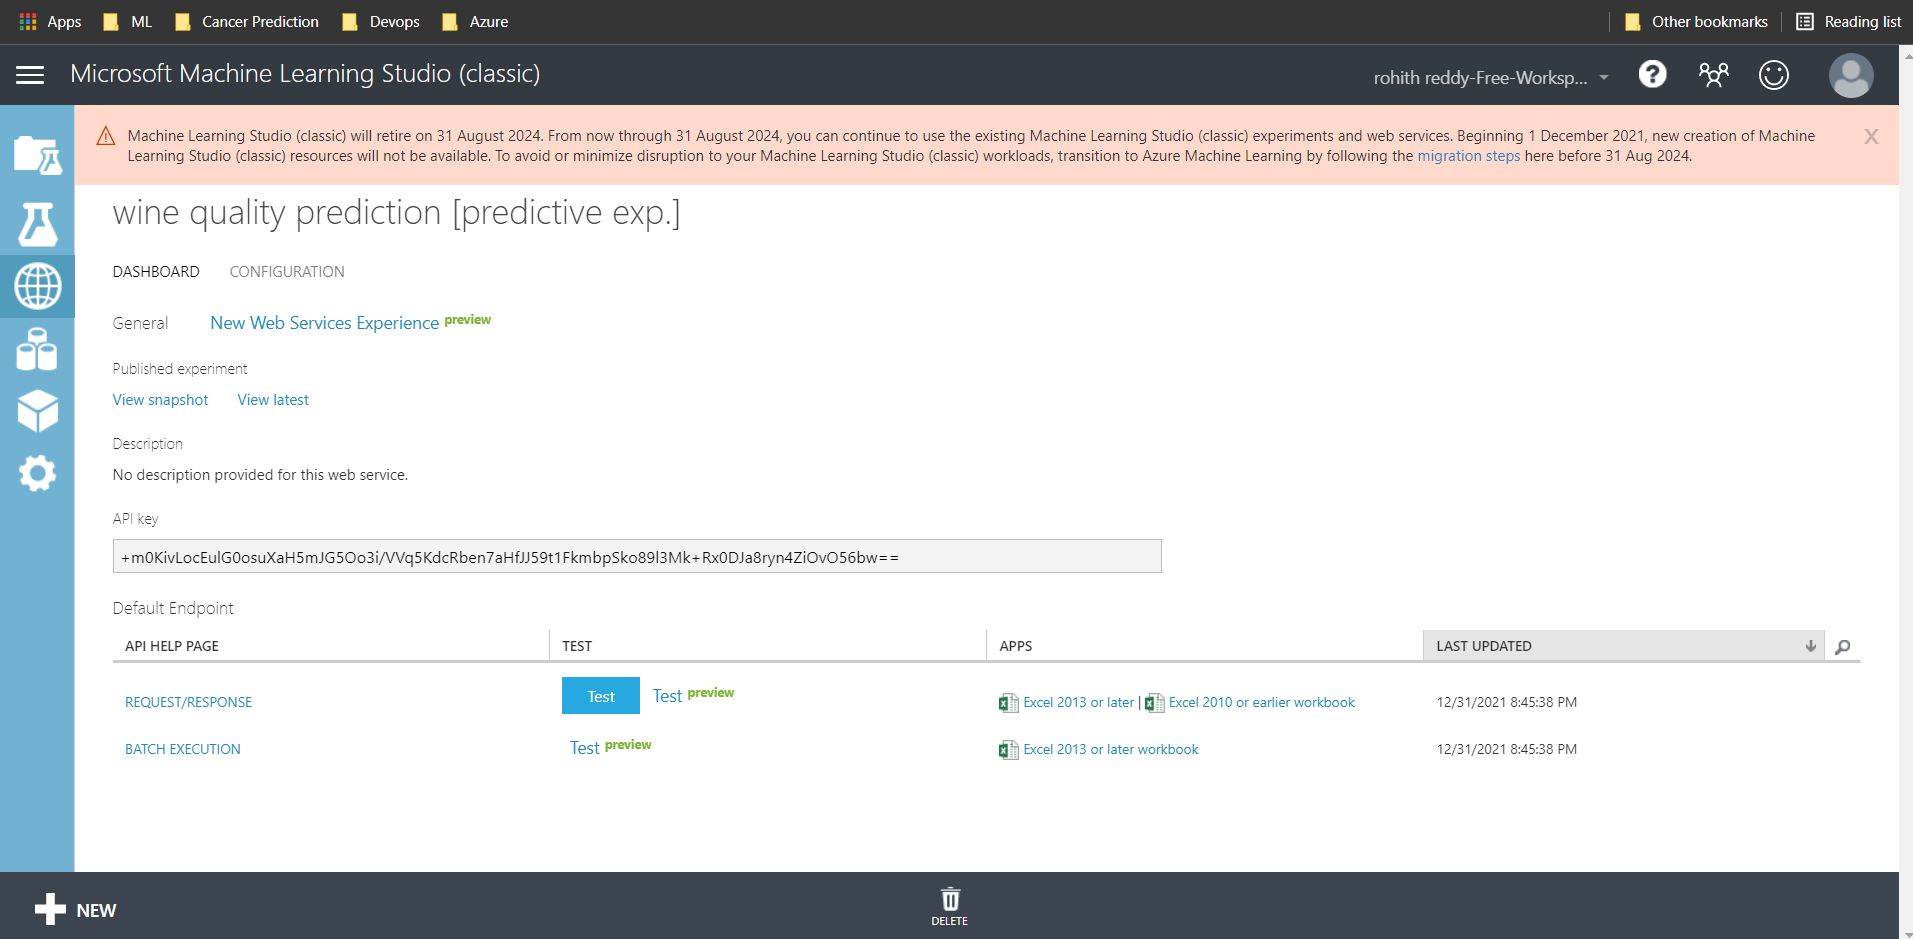 Apps ML Cancer Prediction Devops Azure Other bookmarks Reading list
Microsoft Machine Learning Studio (classic) rohith reddy-Free-Worksp...
Machine Learning Studio (classic) will retire on 31 August 2024. From now through 31 August 2024, you can continue to use the existing Machine Learning Studio (classic) experiments and web services. Beginning 1 December 2021, new creation of Machine
Learning Studio (classic) resources will not be available. To avoid or minimize disruption to your Machine Learning Studio (classic) workloads, transition to Azure Machine Learning by following the migration steps here before 31 Aug 2024.
X
wine quality prediction [predictive exp.]
DASHBOARD CONFIGURATION
General New Web Services Experience preview
Published experiment
View snapshot View latest
Description
No description provided for this web service.
API key
+m0KivLocEulG0osuXaH5mJG5Oo3i/VVq5KdcRben7aHfJJ59t1FkmbpSko89l3Mk+Rx0DJa8ryn4ZiOvO56bw==
Default Endpoint
API HELP PAGE TEST APPS LAST UPDATED
REQUEST/RESPONSE Test Test preview Excel 2013 or later | Excel 2010 or earlier workbook 12/31/2021 8:45:38 PM
BATCH EXECUTION Test preview Excel 2013 or later workbook 12/31/2021 8:45:38 PM
NEW DELETE